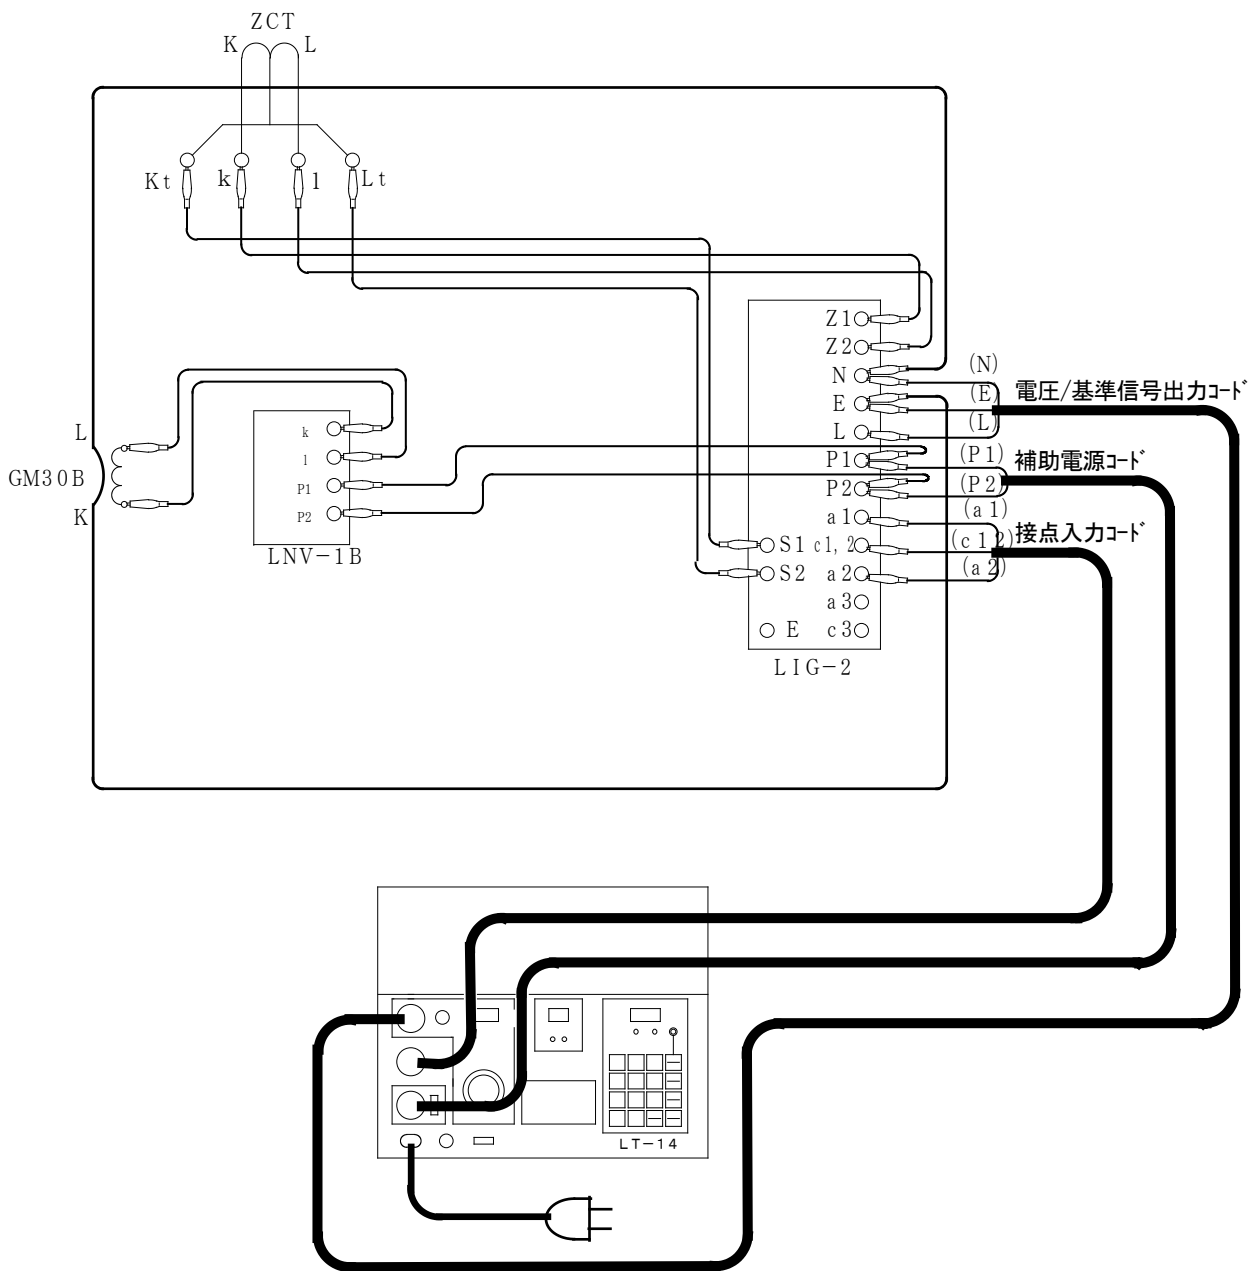 ZCT
K L
Kt k l Lt
Z1
Z2
N (N)
電圧/基準信号出力コード
E (E)
L (L)
P1 (P1)
補助電源コード
P2 (P2)
a1 (a1)
接点入力コード
S1 c1,2 (c12)
S2 a2 (a2)
a3
E c3
LIG-2
L
GM30B
K
k
l
P1
P2
LNV-1B
LT-14